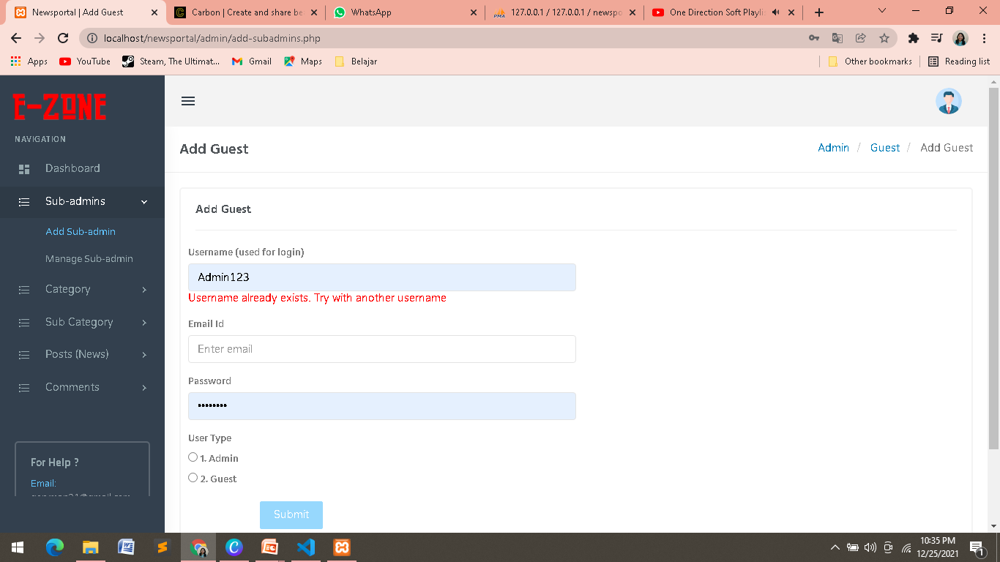 Newsportal | Add Guest
Carbon | Create and share be
WhatsApp
127.0.0.1 / 127.0.0.1 / newspo
One Direction Soft Playli
localhost/newsportal/admin/add-subadmins.php
Apps
YouTube
Steam, The Ultimat...
Gmail
Maps
Belajar
Other bookmarks
Reading list
E-ZONE
NAVIGATION
Dashboard
Sub-admins
Add Sub-admin
Manage Sub-admin
Category
Sub Category
Posts (News)
Comments
For Help ?
Email:
Add Guest
Admin / Guest / Add Guest
Add Guest
Username (used for login)
Admin123
Username already exists. Try with another username
Email Id
Enter email
Password
••••••••
User Type
1. Admin
2. Guest
Submit
10:35 PM
12/25/2021
1